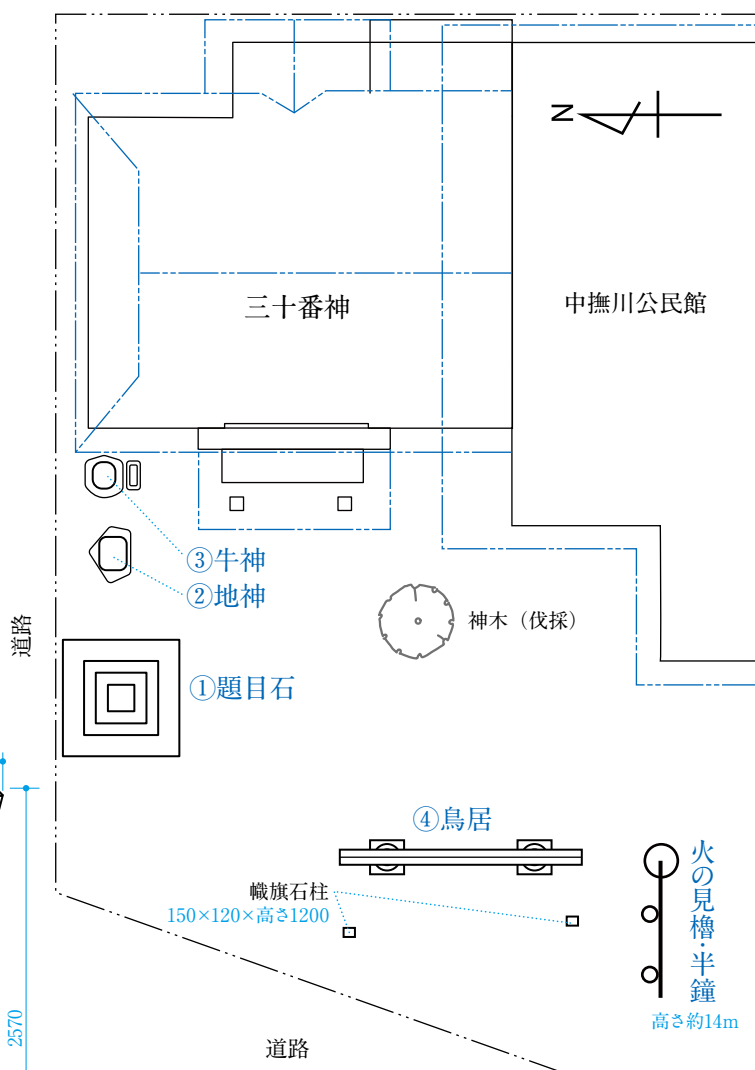 N
三十番神
中撫川公民館
③牛神
②地神
神木（伐採）
道路
①題目石
④鳥居
幟旗石柱
150×120×高さ1200
火の見櫓・半鐘
高さ約14m
2570
道路